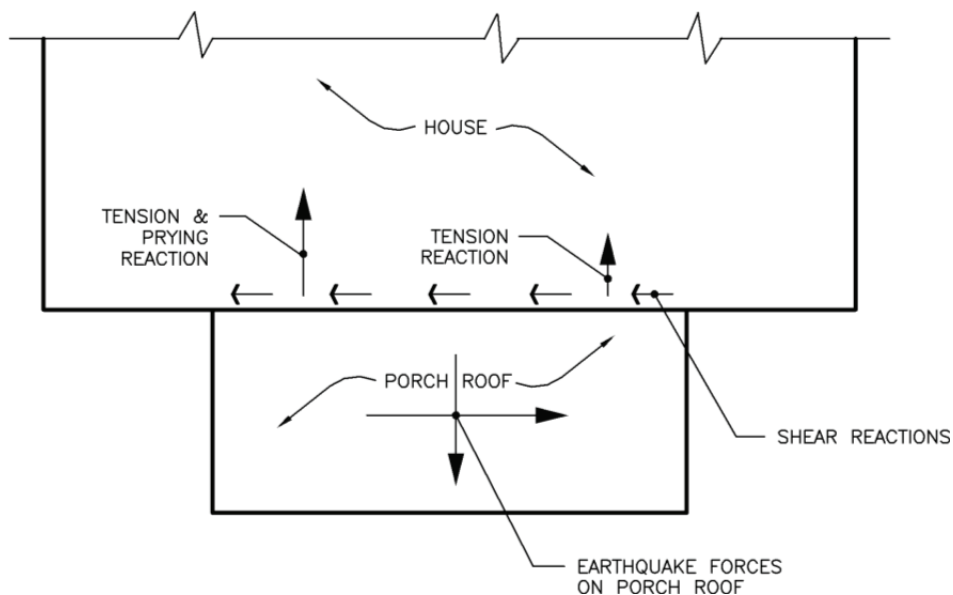 HOUSE
TENSION &
PRYING
REACTION
TENSION
REACTION
PORCH ROOF
SHEAR REACTIONS
EARTHQUAKE FORCES
ON PORCH ROOF